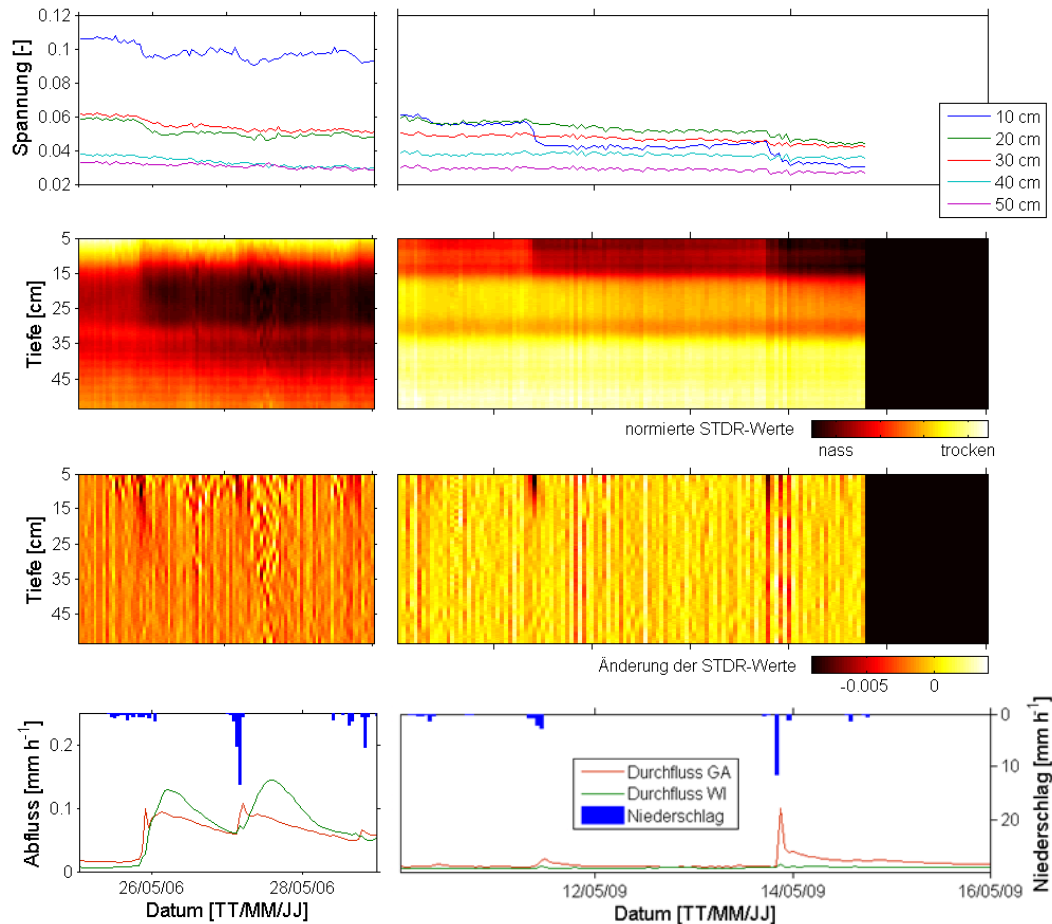 0.12
0.1
0.08
0.06
0.04
0.02
Spannung [-]
10 cm
20 cm
30 cm
40 cm
50 cm
5
15
25
35
45
Tiefe [cm]
normierte STDR-Werte
nass
trocken
5
15
25
35
45
Tiefe [cm]
Änderung der STDR-Werte
-0.005
0
0.2
0.1
0
Abfluss [mm h-1]
Durchfluss GA
Durchfluss WI
Niederschlag
0
10
20
Niederschlag [mm h-1]
26/05/06
28/05/06
12/05/09
14/05/09
16/05/09
Datum [TT/MM/JJ]
Datum [TT/MM/JJ]